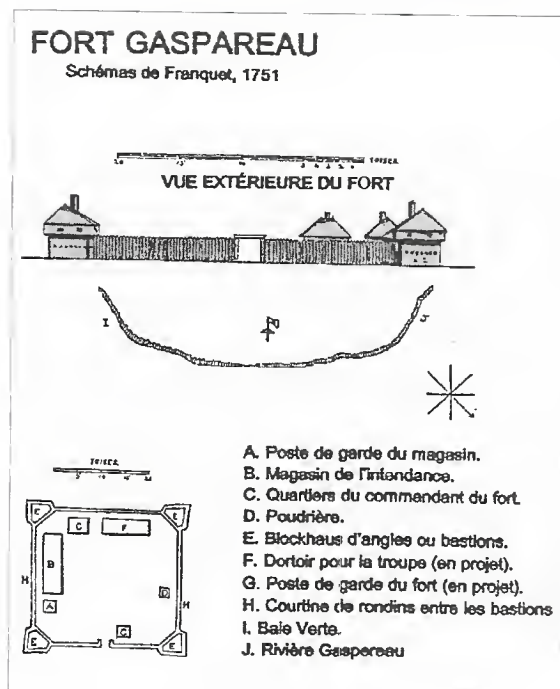 FORT GASPAREAU
Schémas de Franquet, 1751
TOISES
VUE EXTÉRIEURE DU FORT
I
J
TOISES
E
C
F
E
B
H
A
D
H
G
E
E
A. Poste de garde du magasin.
B. Magasin de l'intendance.
C. Quartiers du commandant du fort.
D. Poudrière.
E. Blockhaus d'angles ou bastions.
F. Dortoir pour la troupe (en projet).
G. Poste de garde du fort (en projet).
H. Courtine de rondins entre les bastions
I. Baie Verte.
J. Rivière Gaspereau